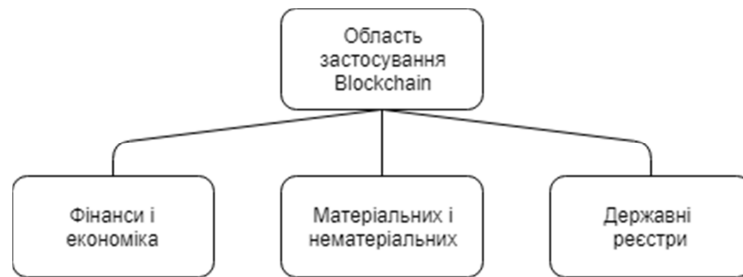 Область
застосування
Blockchain
Фінанси і
економіка
Матеріальних і
нематеріальних
Державні
реєстри